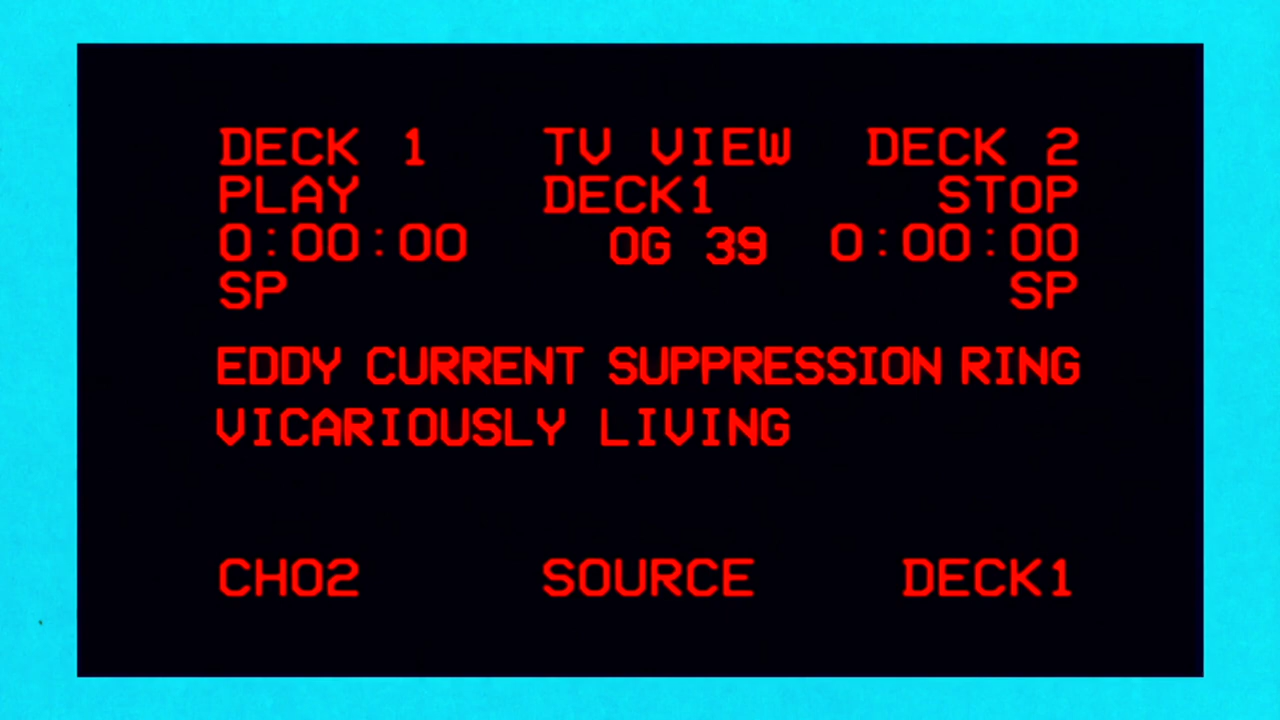 DECK 1 TV VIEW DECK 2
PLAY DECK1 STOP
0:00:00 OG 39 0:00:00
SP SP
EDDY CURRENT SUPPRESSION RING
VICARIOUSLY LIVING
CH02 SOURCE DECK1